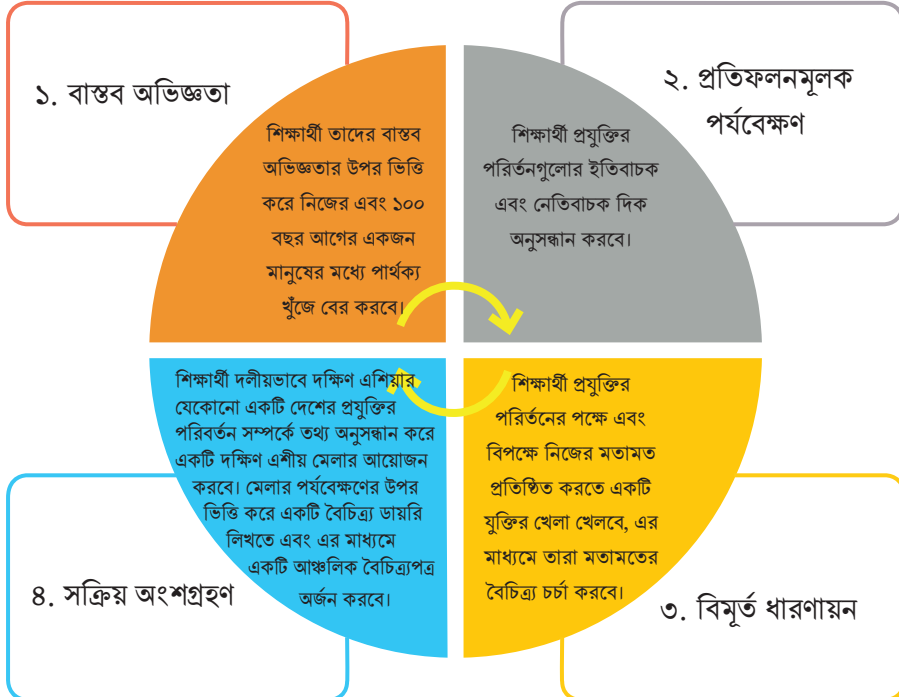 ১. বাস্তব অভিজ্ঞতা
শিক্ষার্থী তাদের বাস্তব
অভিজ্ঞতার উপর ভিত্তি
করে নিজের এবং ১০০
বছর আগের একজন
মানুষের মধ্যে পার্থক্য
খুঁজে বের করবে।
২. প্রতিফলনমূলক
পর্যবেক্ষণ
শিক্ষার্থী প্রযুক্তির
পরির্তনগুলোর ইতিবাচক
এবং নেতিবাচক দিক
অনুসন্ধান করবে।
শিক্ষার্থী প্রযুক্তির
পরির্তনের পক্ষে এবং
বিপক্ষে নিজের মতামত
প্রতিষ্ঠিত করতে একটি
যুক্তির খেলা খেলবে, এর
মাধ্যমে তারা মতামতের
বৈচিত্র্য চর্চা করবে।
৩. বিমূর্ত ধারণায়ন
শিক্ষার্থী দলীয়ভাবে দক্ষিণ এশিয়ার
যেকোনো একটি দেশের প্রযুক্তির
পরিবর্তন সম্পর্কে তথ্য অনুসন্ধান করে
একটি দক্ষিণ এশীয় মেলার আয়োজন
করবে। মেলার পর্যবেক্ষণের উপর
ভিত্তি করে একটি বৈচিত্র্য ডায়রি
লিখতে এবং এর মাধ্যমে
একটি আঞ্চলিক বৈচিত্র্যপত্র
অর্জন করবে।
৪. সক্রিয় অংশগ্রহণ